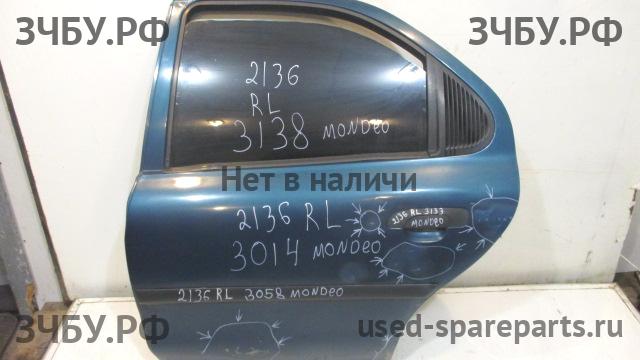 ЗЧБУ.РФ ЗЧБУ.РФ
2136
RL
3138 MONDEO
Нет в наличи
2136 RL
2136 RL 3133
MONDEO
3014 MONDEO
2136 RL 3058 MONDEO
ЗЧБУ.РФ used-spareparts.ru